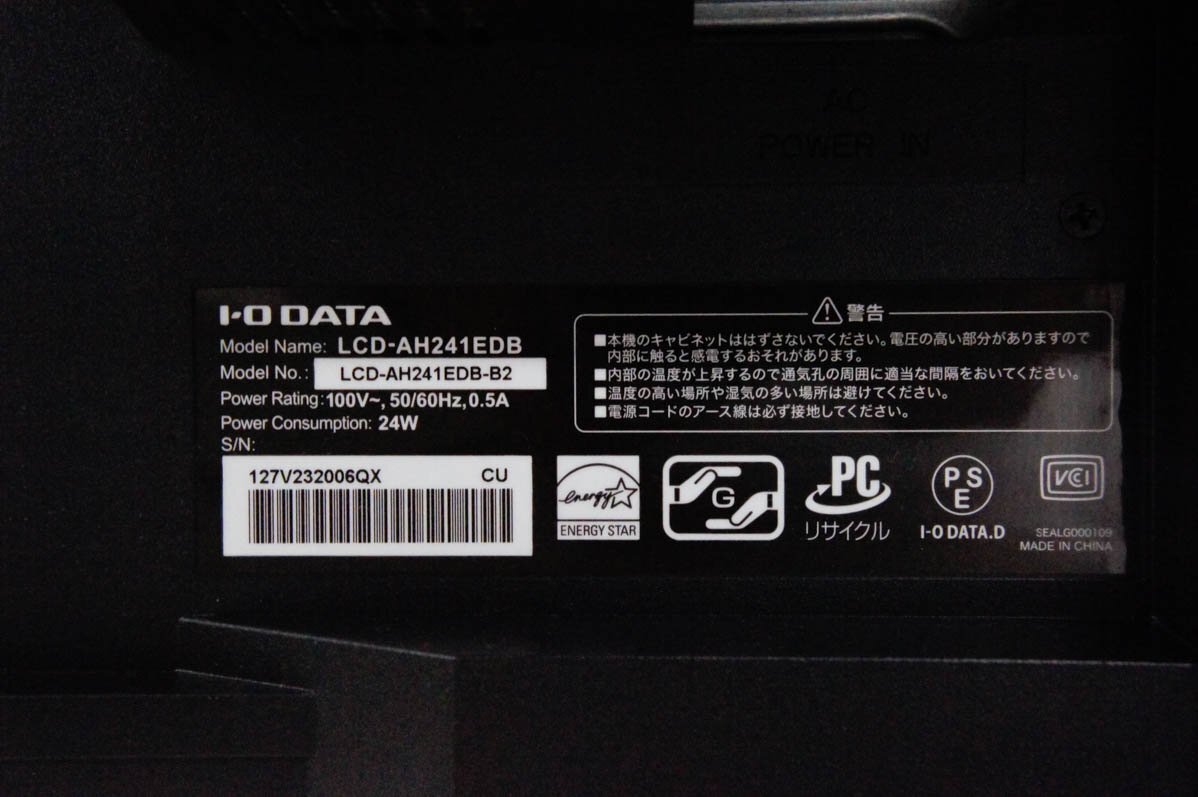 AC
POWER IN
I-O DATA
Model Name: LCD-AH241EDB
Model No.: LCD-AH241EDB-B2
Power Rating:100V~, 50/60Hz,0.5A
Power Consumption: 24W
S/N:
127V232006QX CU
警告
■本機のキャビネットははずさないでください。電圧の高い部分がありますので
内部に触ると感電するおそれがあります。
■内部の温度が上昇するので通気孔の周囲に適当な間隔をおいてください。
■温度の高い場所や湿気の多い場所は避けてください。
■電源コードのアース線は必ず接地してください。
energy
ENERGY STAR
G
PC
リサイクル
PS
E
I-O DATA.D
VCI
SEALG000109
MADE IN CHINA